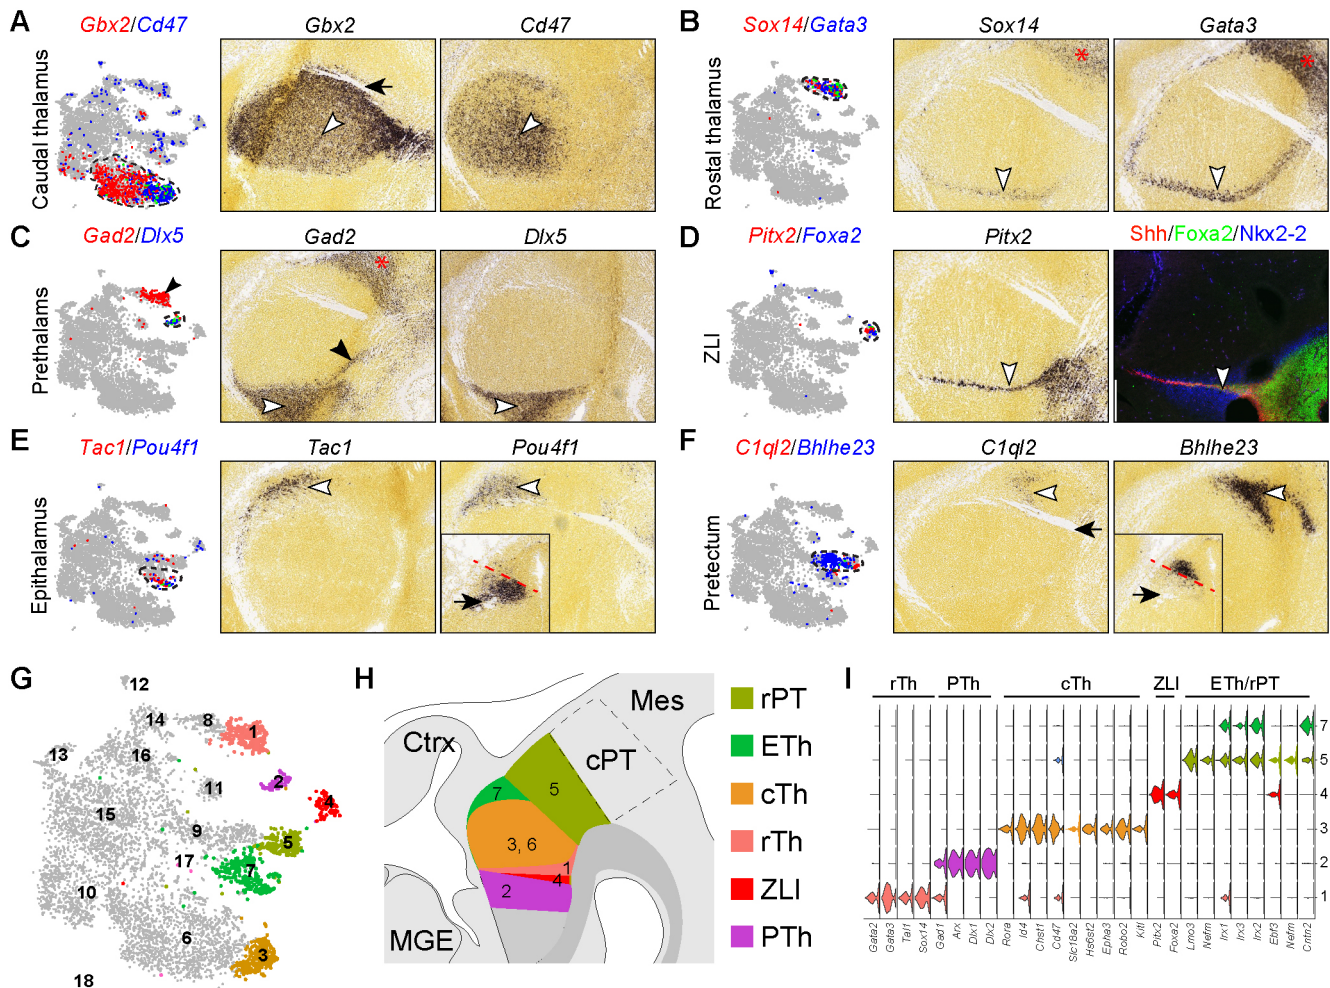 A
Gbx2/Cd47
Gbx2
Cd47
Caudal thalamus
B
Sox14/Gata3
Sox14
Gata3
Rostal thalamus
*
*
C
Gad2/Dlx5
Gad2
Dlx5
Prethalams
*
D
Pitx2/Foxa2
Pitx2
Shh/Foxa2/Nkx2-2
ZLI
E
Tac1/Pou4f1
Tac1
Pou4f1
Epithalamus
F
C1ql2/Bhlhe23
C1ql2
Bhlhe23
Pretectum
G
12
14
8
1
13
16
11
2
4
15
9
5
17
7
10
6
3
18
H
Mes
Ctrx
cPT
5
7
3, 6
1
4
2
MGE
rPT
ETh
cTh
rTh
ZLI
PTh
I
rTh
PTh
cTh
ZLI
ETh/rPT
7
5
4
3
2
1
Gata2
Gata3
Tal1
Sox14
Gad1
Arx
Dlx1
Dlx2
Rora
Id4
Chst1
Cd47
Slc18a2
Hs6st2
Epha3
Robo2
Kitl
Pitx2
Foxa2
Lmo3
Nefm
Irx1
Irx3
Irx2
Ebf3
Nefm
Cntn2